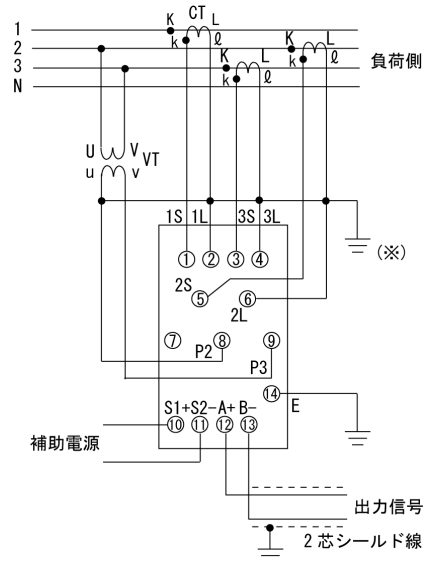 CT
K L
1
k ℓ
K L
2
k ℓ
K L
3
k ℓ
N
負荷側
U V
VT
u v
1S 1L 3S 3L
(※)
① ② ③ ④
2S
⑤ ⑥
2L
⑦ ⑧ ⑨
P2
P3
⑭ E
S1+ S2- A+ B-
⑩ ⑪ ⑫ ⑬
補助電源
出力信号
2芯シールド線